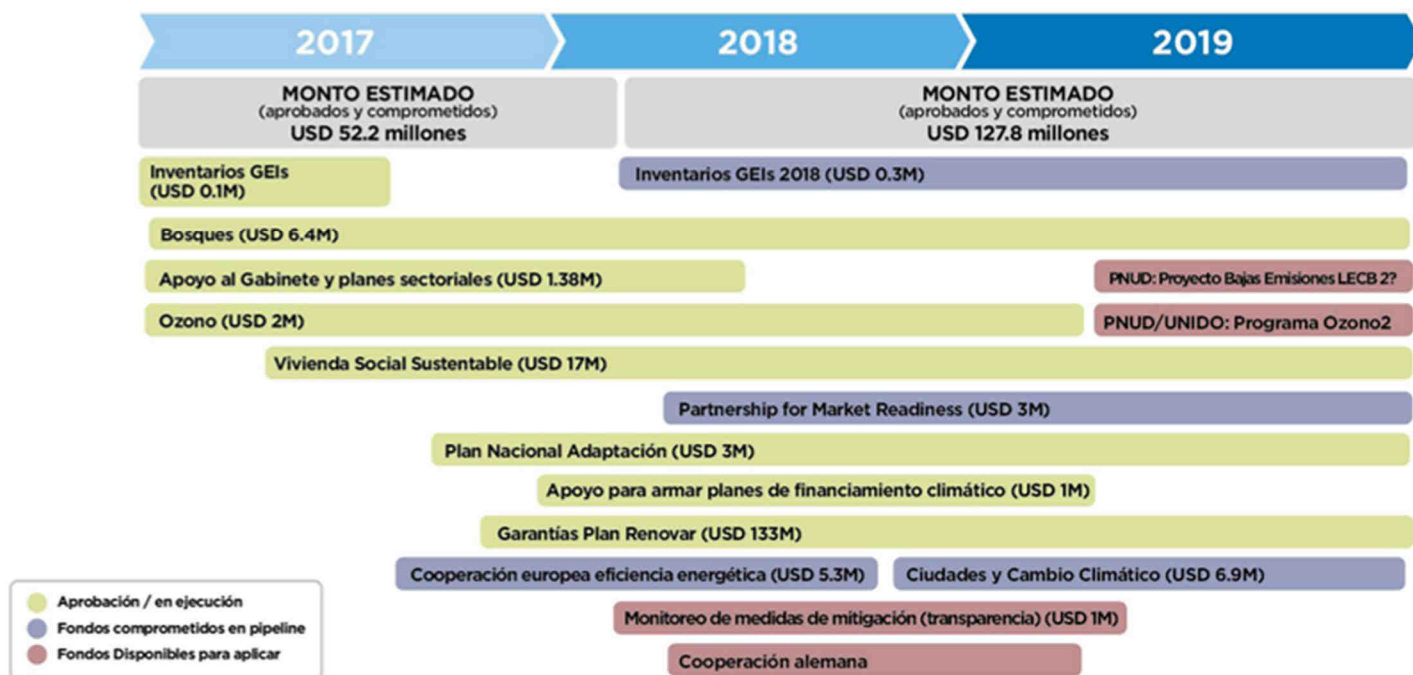 2017
2018
2019
MONTO ESTIMADO
(aprobados y comprometidos)
USD 52.2 millones
MONTO ESTIMADO
(aprobados y comprometidos)
USD 127.8 millones
Inventarios GEIs
(USD 0.1M)
Inventarios GEIs 2018 (USD 0.3M)
Bosques (USD 6.4M)
Apoyo al Gabinete y planes sectoriales (USD 1.38M)
PNUD: Proyecto Bajas Emisiones LECB 2?
Ozono (USD 2M)
PNUD/UNIDO: Programa Ozono2
Vivienda Social Sustentable (USD 17M)
Partnership for Market Readiness (USD 3M)
Plan Nacional Adaptación (USD 3M)
Apoyo para armar planes de financiamiento climático (USD 1M)
Garantías Plan Renovar (USD 133M)
Cooperación europea eficiencia energética (USD 5.3M)
Ciudades y Cambio Climático (USD 6.9M)
Monitoreo de medidas de mitigación (transparencia) (USD 1M)
Cooperación alemana
Aprobación / en ejecución
Fondos comprometidos en pipeline
Fondos Disponibles para aplicar